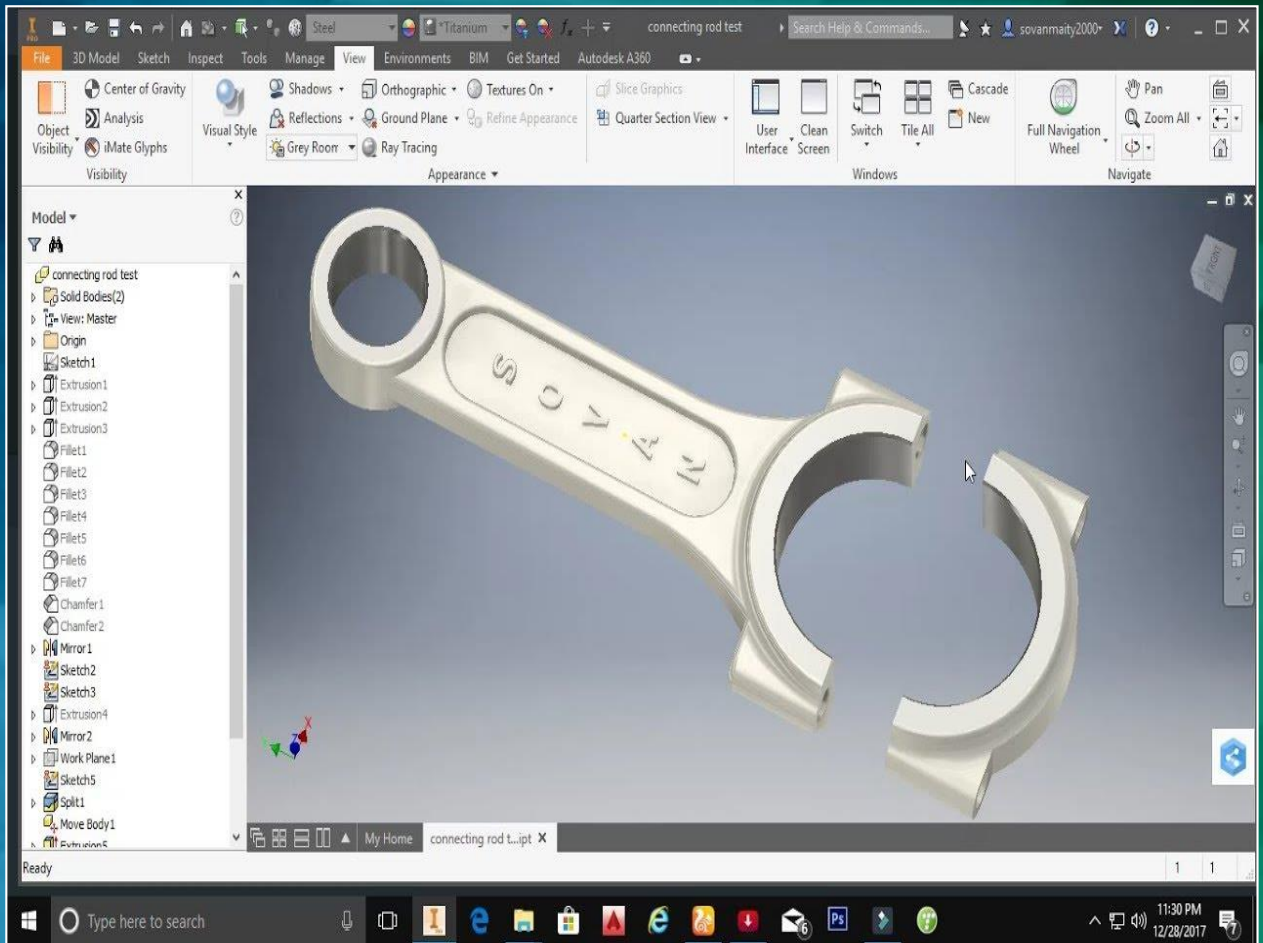 PRO
Steel
*Titanium
connecting rod test
Search Help & Commands...
sovanmaity2000
File 3D Model Sketch Inspect Tools Manage View Environments BIM Get Started Autodesk A360
Object Visibility
Center of Gravity
Analysis
iMate Glyphs
Visibility
Visual Style
Shadows
Reflections
Grey Room
Orthographic
Ground Plane
Ray Tracing
Textures On
Refine Appearance
Appearance
Slice Graphics
Quarter Section View
User Interface
Clean Screen
Switch
Tile All
Cascade
New
Windows
Full Navigation Wheel
Pan
Zoom All
Navigate
Model
connecting rod test
Solid Bodies(2)
View: Master
Origin
Sketch1
Extrusion1
Extrusion2
Extrusion3
Fillet1
Fillet2
Fillet3
Fillet4
Fillet5
Fillet6
Fillet7
Chamfer1
Chamfer2
Mirror1
Sketch2
Sketch3
Extrusion4
Mirror2
Work Plane1
Sketch5
Split1
Move Body1
Extrusion5
SOVAN
FRONT
X
Z
My Home
connecting rod t...ipt X
Ready
1 1
Type here to search
6
Ps
11:30 PM
12/28/2017
7